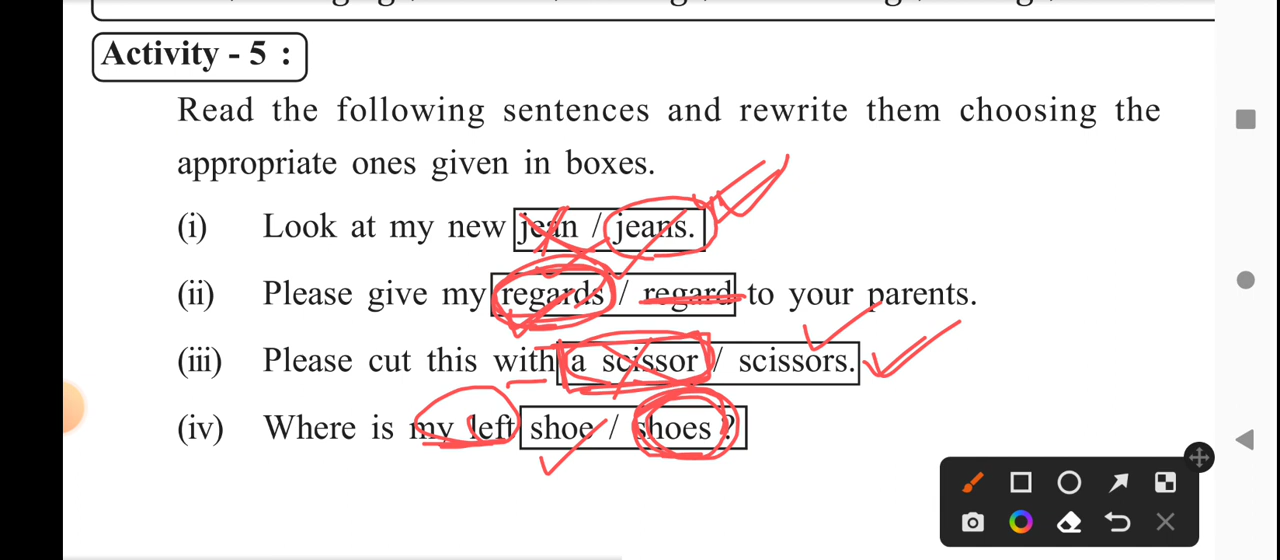 Activity - 5 :
Read the following sentences and rewrite them choosing the
appropriate ones given in boxes.
(i) Look at my new jean / jeans.
(ii) Please give my regards / regard to your parents.
(iii) Please cut this with a scissor / scissors.
(iv) Where is my left shoe / shoes ?